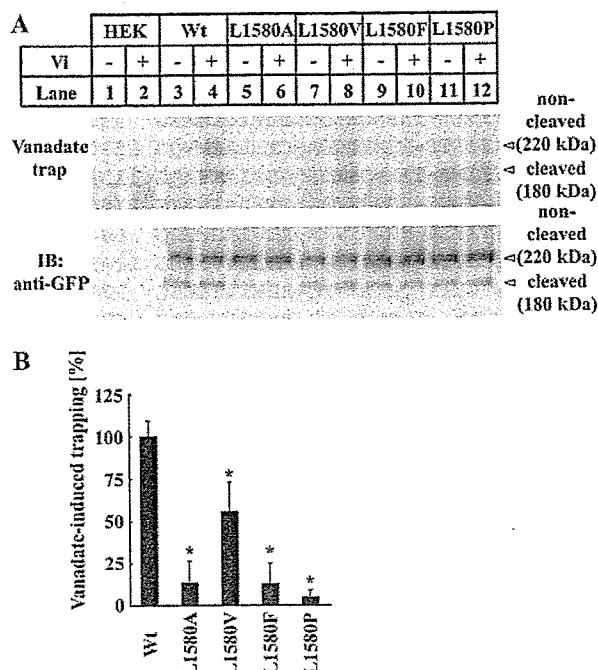 A
HEK Wt L1580A L1580V L1580F L1580P
Vi - + - + - + - + - + - +
Lane 1 2 3 4 5 6 7 8 9 10 11 12
Vanadate
trap
non-
cleaved
(220 kDa)
cleaved
(180 kDa)
IB:
anti-GFP
non-
cleaved
(220 kDa)
cleaved
(180 kDa)
B
Vanadate-induced trapping [%]
125
100
75
50
25
0
* * * *
Wt
L1580A
L1580V
L1580F
L1580P